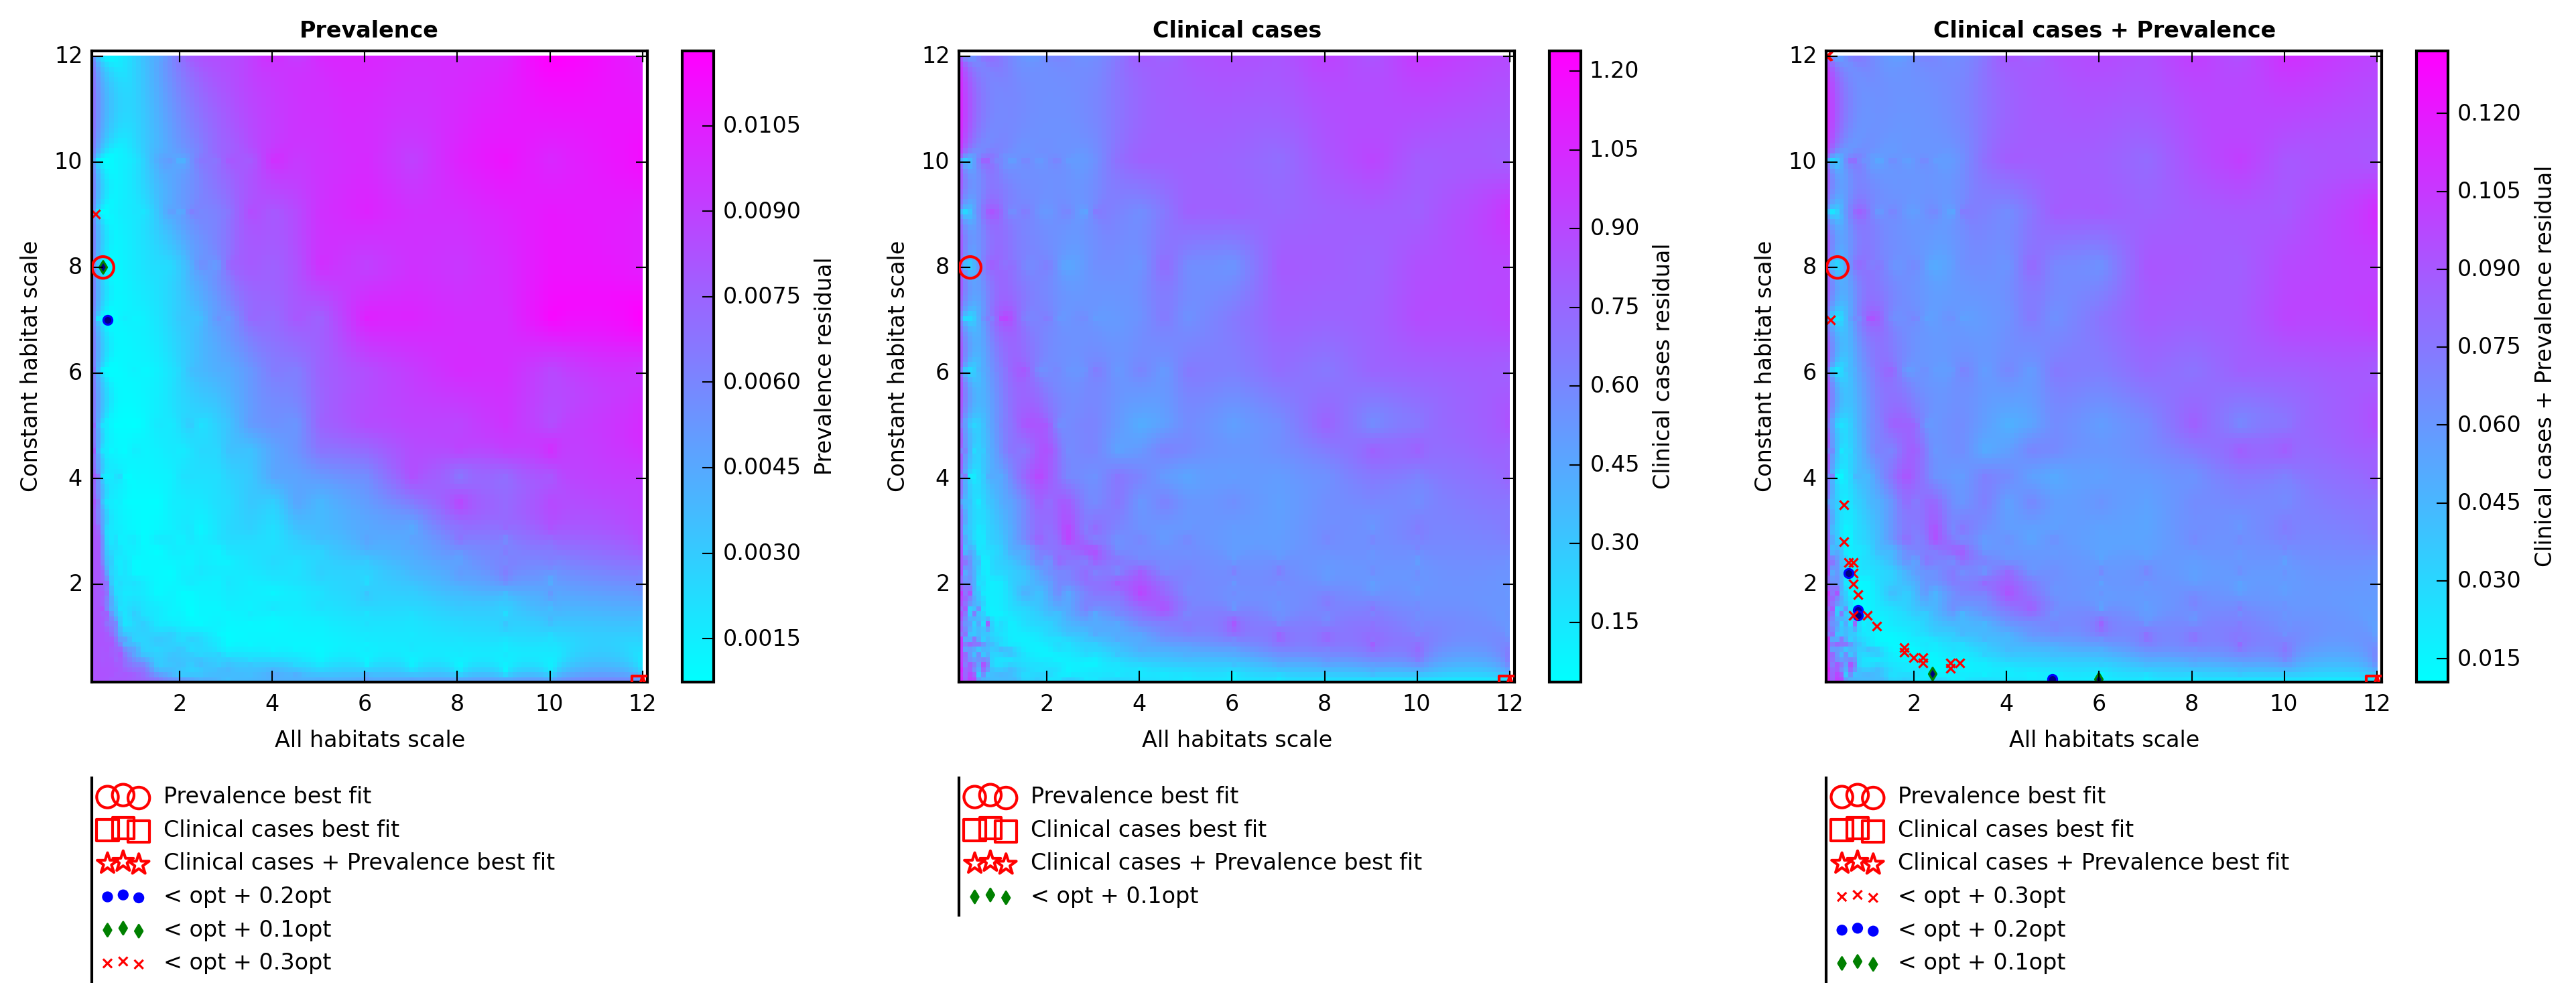 Prevalence
12
10
8
6
4
2
2 4 6 8 10 12
Constant habitat scale
All habitats scale
0.0105
0.0090
0.0075
0.0060
0.0045
0.0030
0.0015
Prevalence residual
Prevalence best fit
Clinical cases best fit
Clinical cases + Prevalence best fit
< opt + 0.2opt
< opt + 0.1opt
< opt + 0.3opt
Clinical cases
12
10
8
6
4
2
2 4 6 8 10 12
Constant habitat scale
All habitats scale
1.20
1.05
0.90
0.75
0.60
0.45
0.30
0.15
Clinical cases residual
Prevalence best fit
Clinical cases best fit
Clinical cases + Prevalence best fit
< opt + 0.1opt
Clinical cases + Prevalence
12
10
8
6
4
2
2 4 6 8 10 12
Constant habitat scale
All habitats scale
0.120
0.105
0.090
0.075
0.060
0.045
0.030
0.015
Clinical cases + Prevalence residual
Prevalence best fit
Clinical cases best fit
Clinical cases + Prevalence best fit
< opt + 0.3opt
< opt + 0.2opt
< opt + 0.1opt